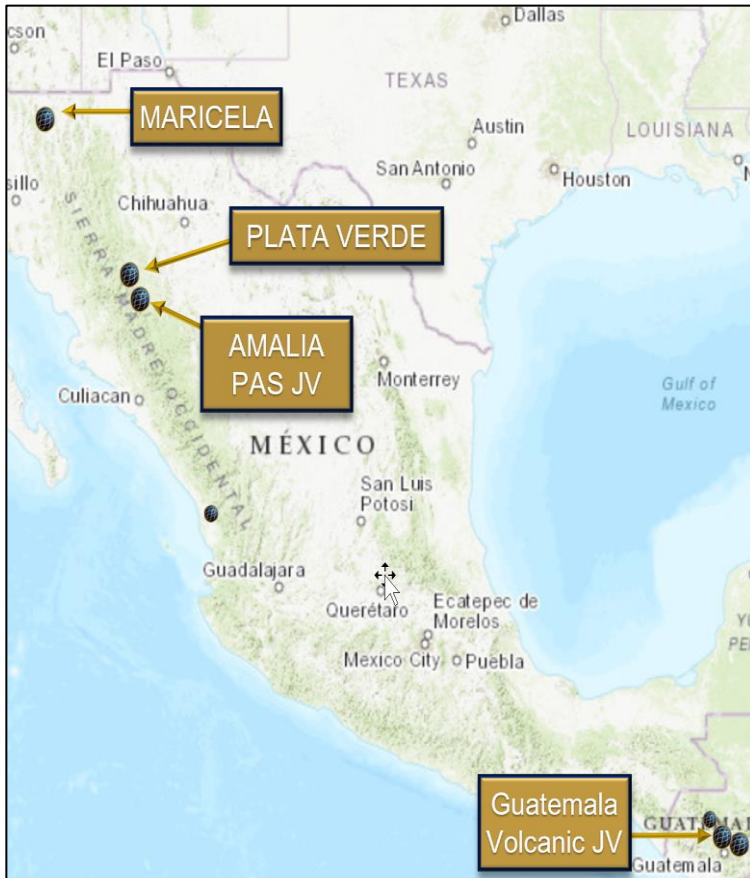 cson
Dallas
El Paso
TEXAS
MARICELA
Austin
LOUISIANA
San Antonio
Houston
N
sillo
Chihuahua
SIERRA MADRE OCCIDENTAL
PLATA VERDE
AMALIA
PAS JV
Monterrey
Culiacan
Gulf of
Mexico
MÉXICO
San Luis
Potosi
Guadalajara
Querétaro
Ecatepec de
Morelos
YU
PEN
Mexico City
Puebla
Guatemala
Volcanic JV
GUATEMA
Guatemala